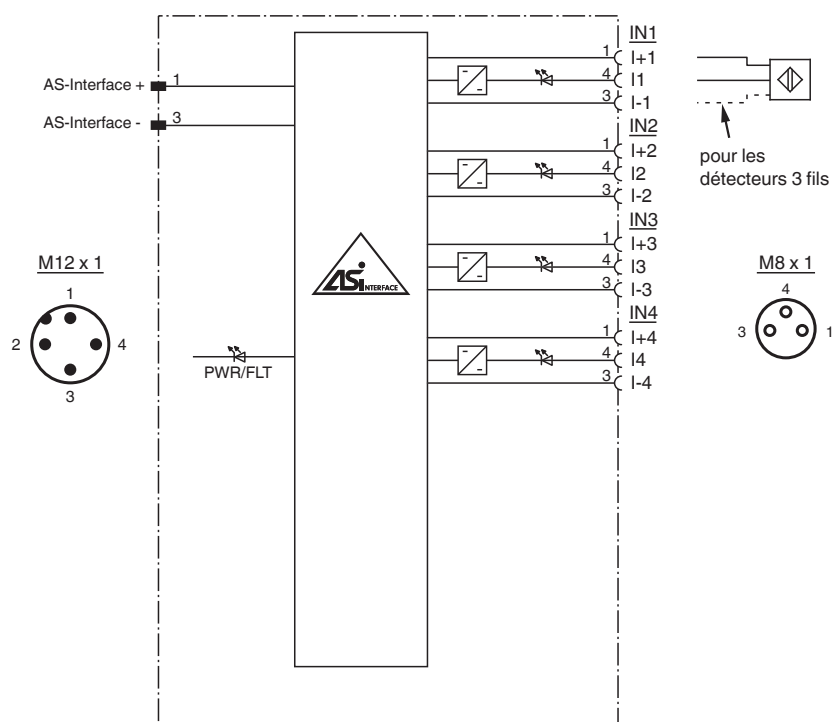 IN1
1 I+1
AS-Interface + 1
4 I1
3 I-1
AS-Interface - 3
IN2
1 I+2
4 I2
3 I-2
pour les
détecteurs 3 fils
IN3
1 I+3
4 I3
3 I-3
ASi INTERFACE
IN4
1 I+4
4 I4
3 I-4
PWR/FLT
M12 x 1
1
2 4
3
M8 x 1
4
3 1